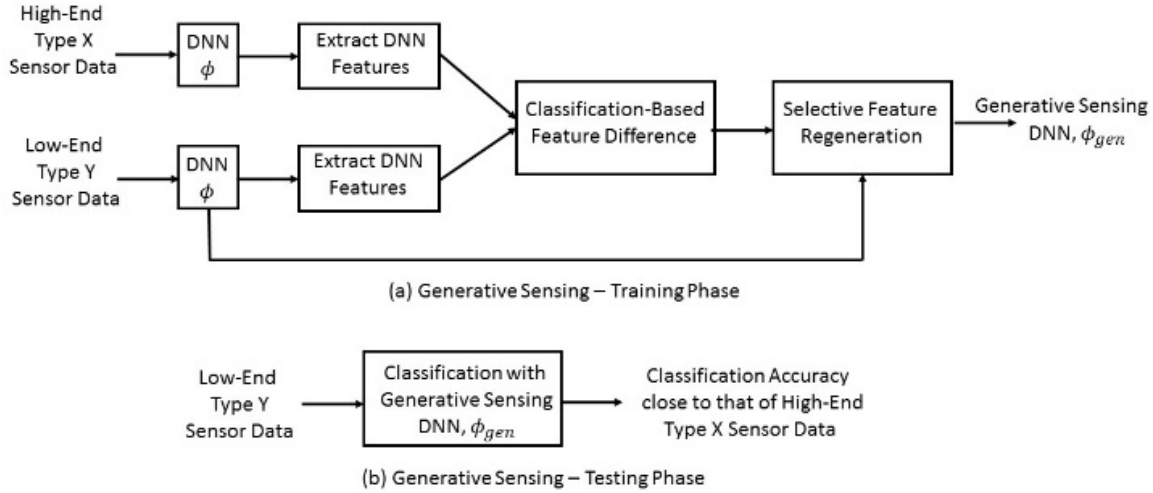 High-End
Type X
Sensor Data
DNN
ϕ
Extract DNN
Features
Low-End
Type Y
Sensor Data
DNN
ϕ
Extract DNN
Features
Classification-Based
Feature Difference
Selective Feature
Regeneration
Generative Sensing
DNN, ϕgen
(a) Generative Sensing – Training Phase
Low-End
Type Y
Sensor Data
Classification with
Generative Sensing
DNN, ϕgen
Classification Accuracy
close to that of High-End
Type X Sensor Data
(b) Generative Sensing – Testing Phase